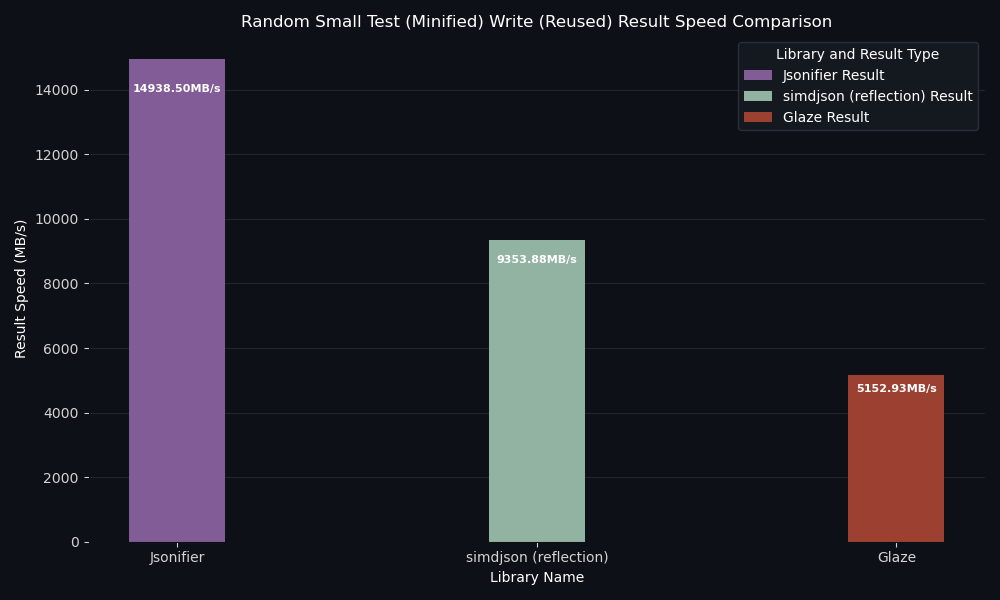 Random Small Test (Minified) Write (Reused) Result Speed Comparison
Library and Result Type
Jsonifier Result
simdjson (reflection) Result
Glaze Result
Result Speed (MB/s)
14000
12000
10000
8000
6000
4000
2000
0
14938.50MB/s
9353.88MB/s
5152.93MB/s
Jsonifier
simdjson (reflection)
Glaze
Library Name